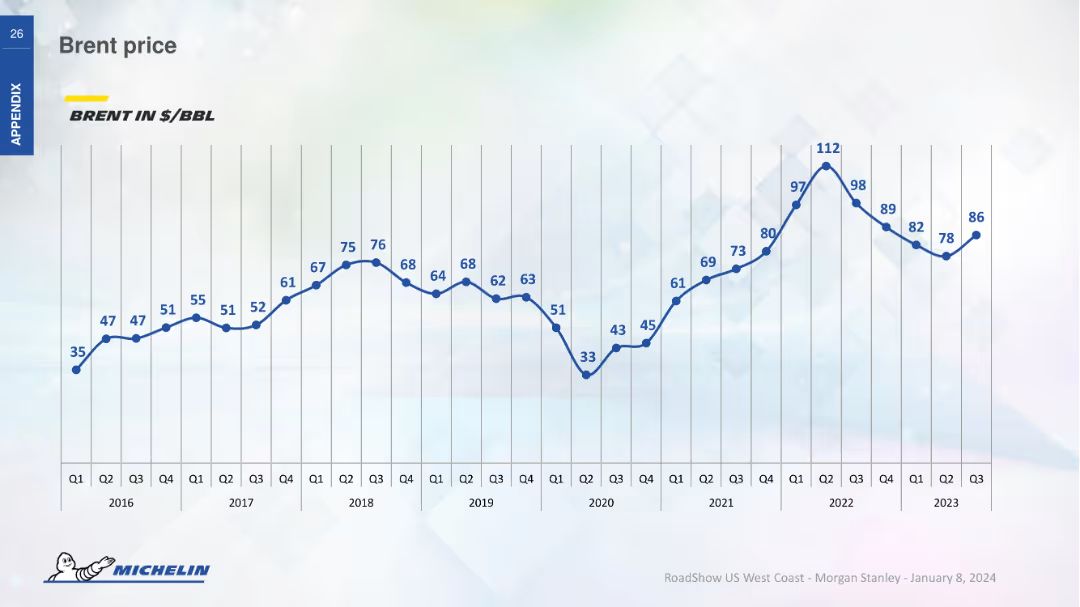 26
APPENDIX
Brent price
BRENT IN $/BBL
35 47 47 51 55 51 52 61 67 75 76 68 64 68 62 63 51 33 43 45 61 69 73 80 97 112 98 89 82 78 86
Q1 Q2 Q3 Q4 Q1 Q2 Q3 Q4 Q1 Q2 Q3 Q4 Q1 Q2 Q3 Q4 Q1 Q2 Q3 Q4 Q1 Q2 Q3 Q4 Q1 Q2 Q3 Q4 Q1 Q2 Q3
2016 2017 2018 2019 2020 2021 2022 2023
MICHELIN
RoadShow US West Coast - Morgan Stanley - January 8, 2024